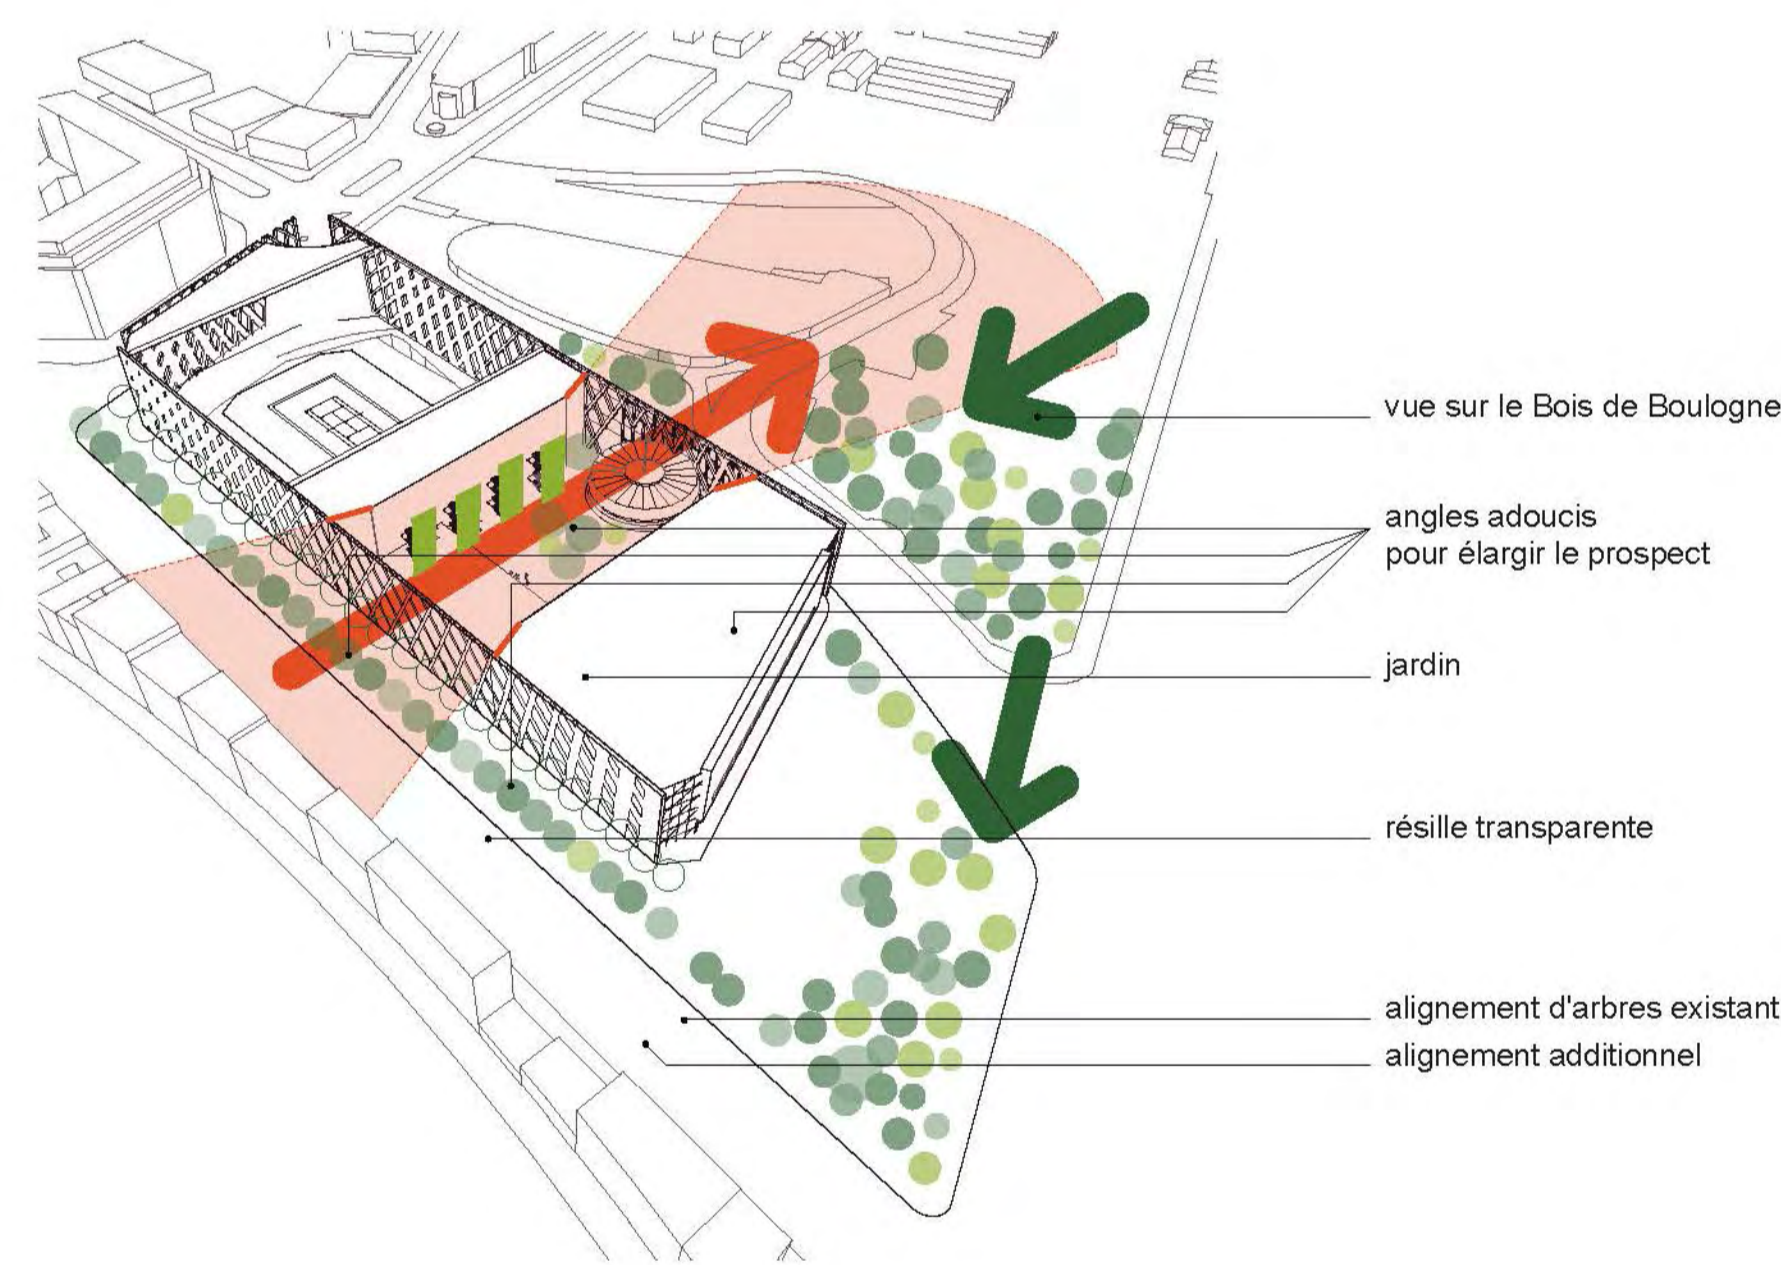 vue sur le Bois de Boulogne
angles adoucis
pour élargir le prospect
jardin
résille transparente
alignement d'arbres existant
alignement additionnel